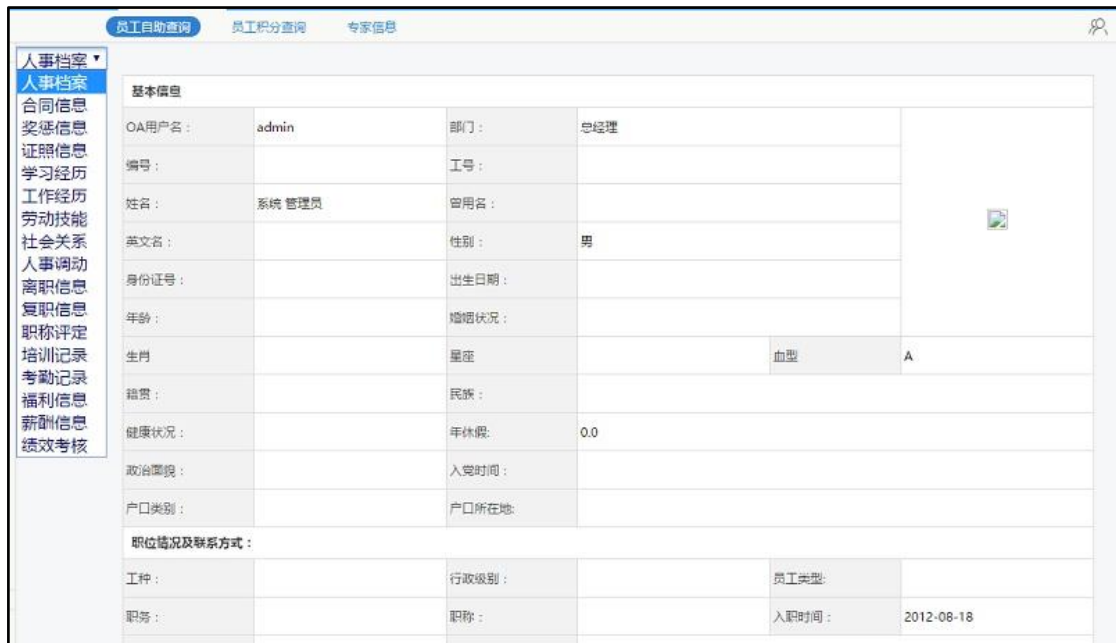 员工自助查询 员工积分查询 专家信息
人事档案
人事档案
合同信息
奖惩信息
证照信息
学习经历
工作经历
劳动技能
社会关系
人事调动
离职信息
复职信息
职称评定
培训记录
考勤记录
福利信息
薪酬信息
绩效考核
基本信息
OA用户名： admin 部门： 总经理
编号： 工号：
姓名： 系统 管理员 曾用名：
英文名： 性别： 男
身份证号： 出生日期：
年龄： 婚姻状况：
生肖 星座 血型 A
籍贯： 民族：
健康状况： 年休假: 0.0
政治面貌： 入党时间：
户口类别： 户口所在地:
职位情况及联系方式：
工种： 行政级别： 员工类型:
职务： 职称： 入职时间： 2012-08-18